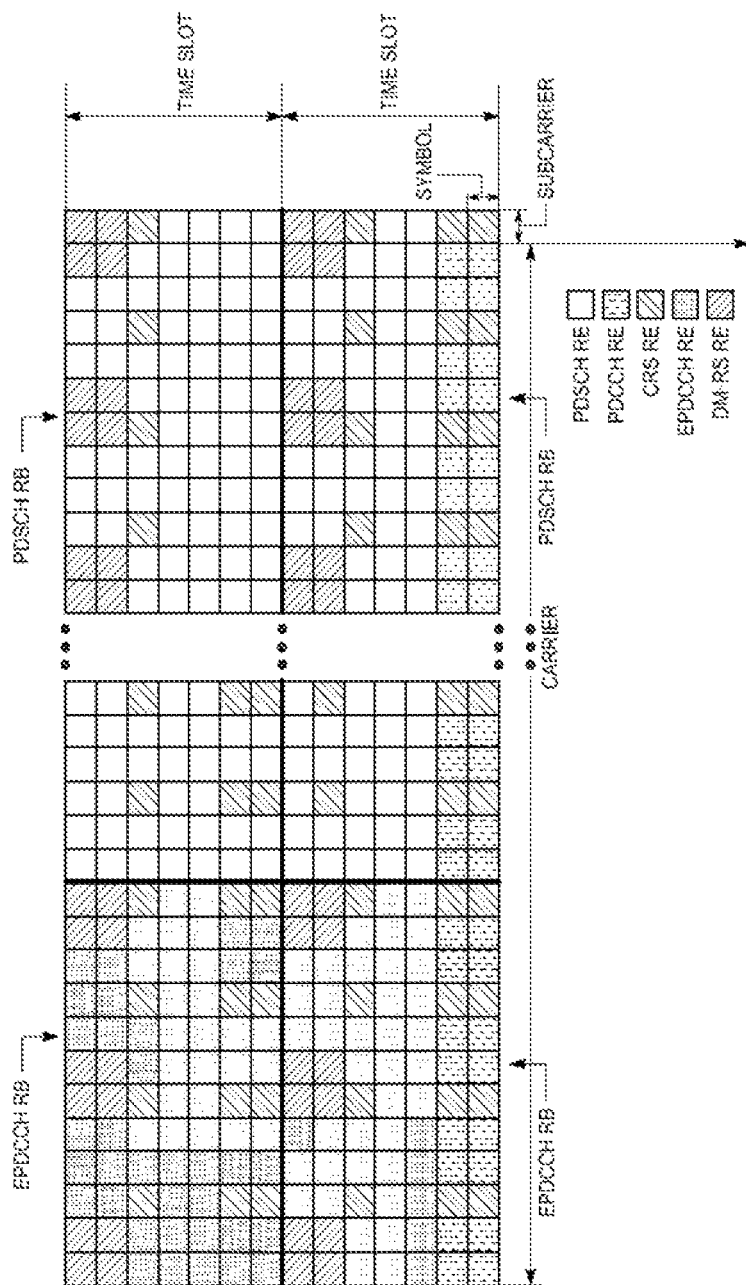 EPDCCH RB
PDSCH RB
TIME SLOT
TIME SLOT
SYMBOL
SUBCARRIER
EPDCCH RB
CARRIER
PDSCH RB
PDSCH RE
PDCCH RE
CRS RE
EPDCCH RE
DM-RS RE